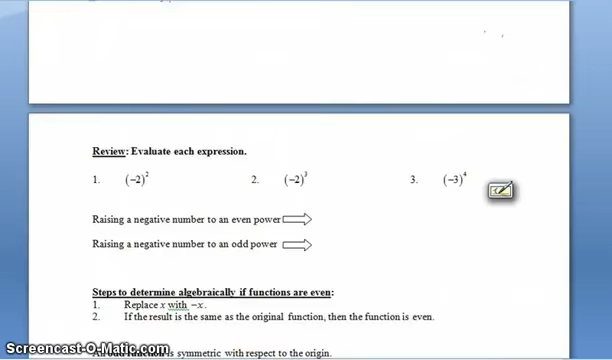 Review: Evaluate each expression.
1. (−2)² 2. (−2)³ 3. (−3)⁴
Raising a negative number to an even power
Raising a negative number to an odd power
Steps to determine algebraically if functions are even:
1. Replace x with −x.
2. If the result is the same as the original function, then the function is even.
Screencast-O-Matic.com
An odd function is symmetric with respect to the origin.